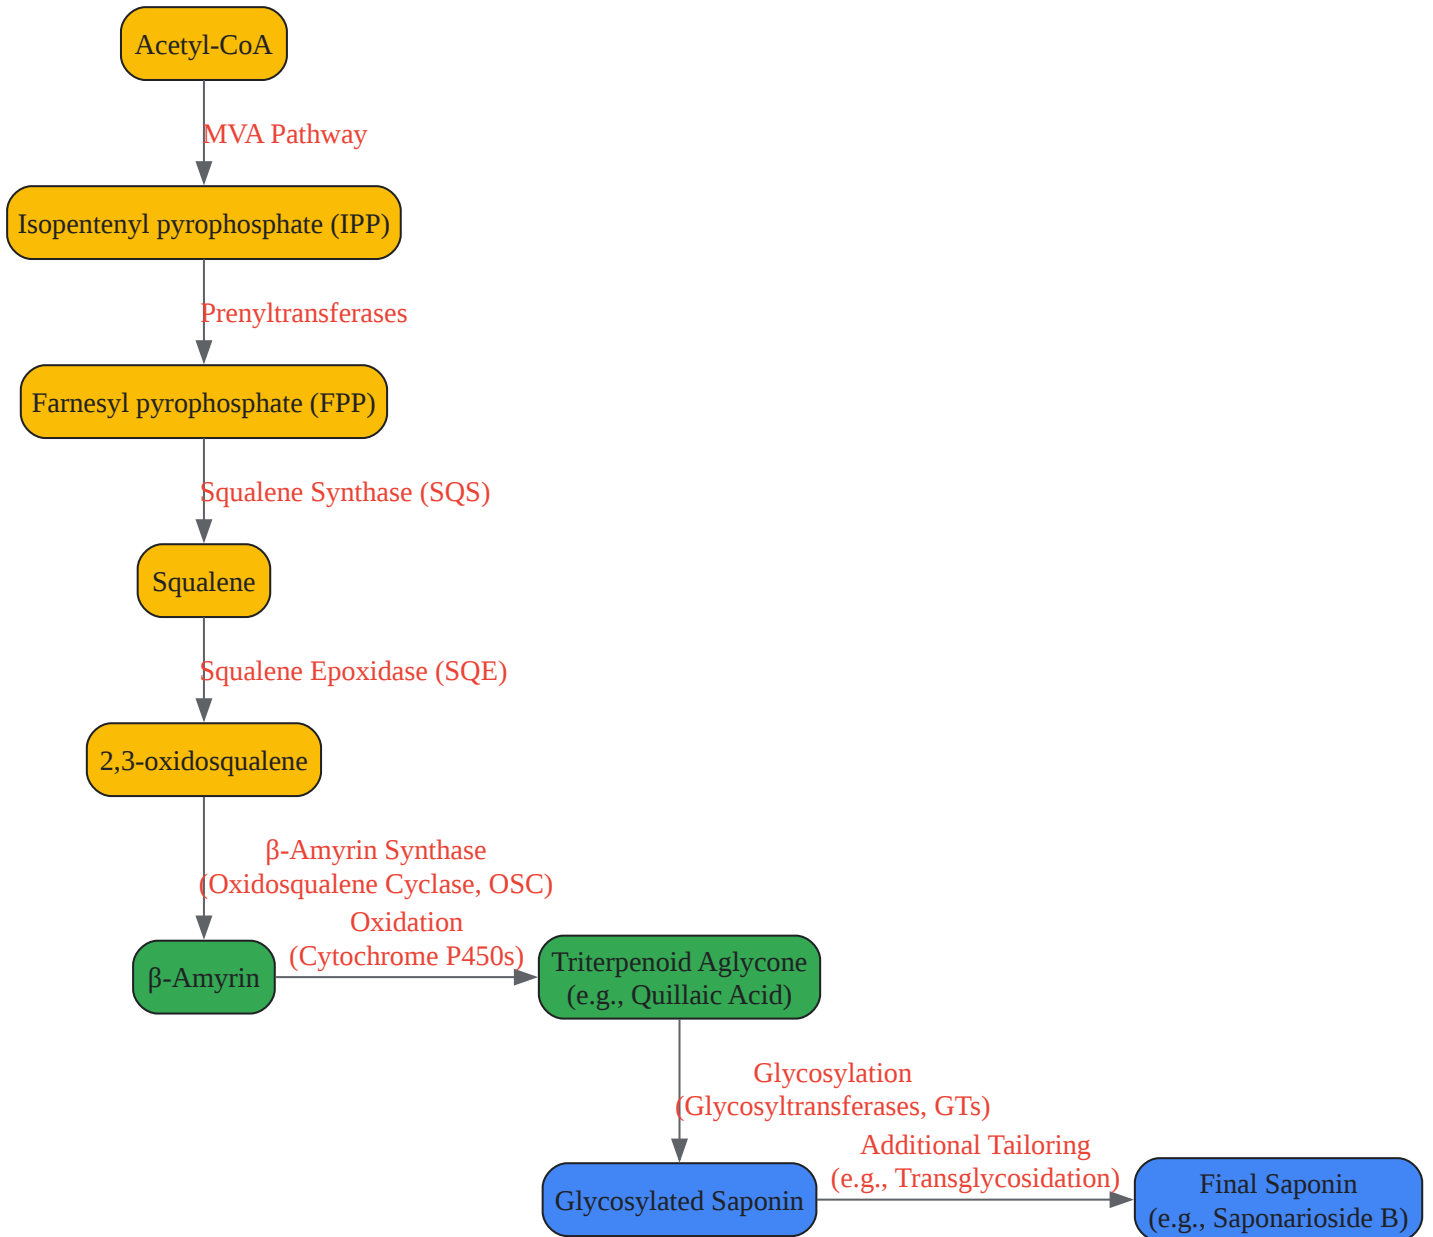 Acetyl-CoA
MVA Pathway
Isopentenyl pyrophosphate (IPP)
Prenyltransferases
Farnesyl pyrophosphate (FPP)
Squalene Synthase (SQS)
Squalene
Squalene Epoxidase (SQE)
2,3-oxidosqualene
β-Amyrin Synthase
(Oxidosqualene Cyclase, OSC)
β-Amyrin
Oxidation
(Cytochrome P450s)
Triterpenoid Aglycone
(e.g., Quillaic Acid)
Glycosylation
(Glycosyltransferases, GTs)
Glycosylated Saponin
Additional Tailoring
(e.g., Transglycosidation)
Final Saponin
(e.g., Saponarioside B)